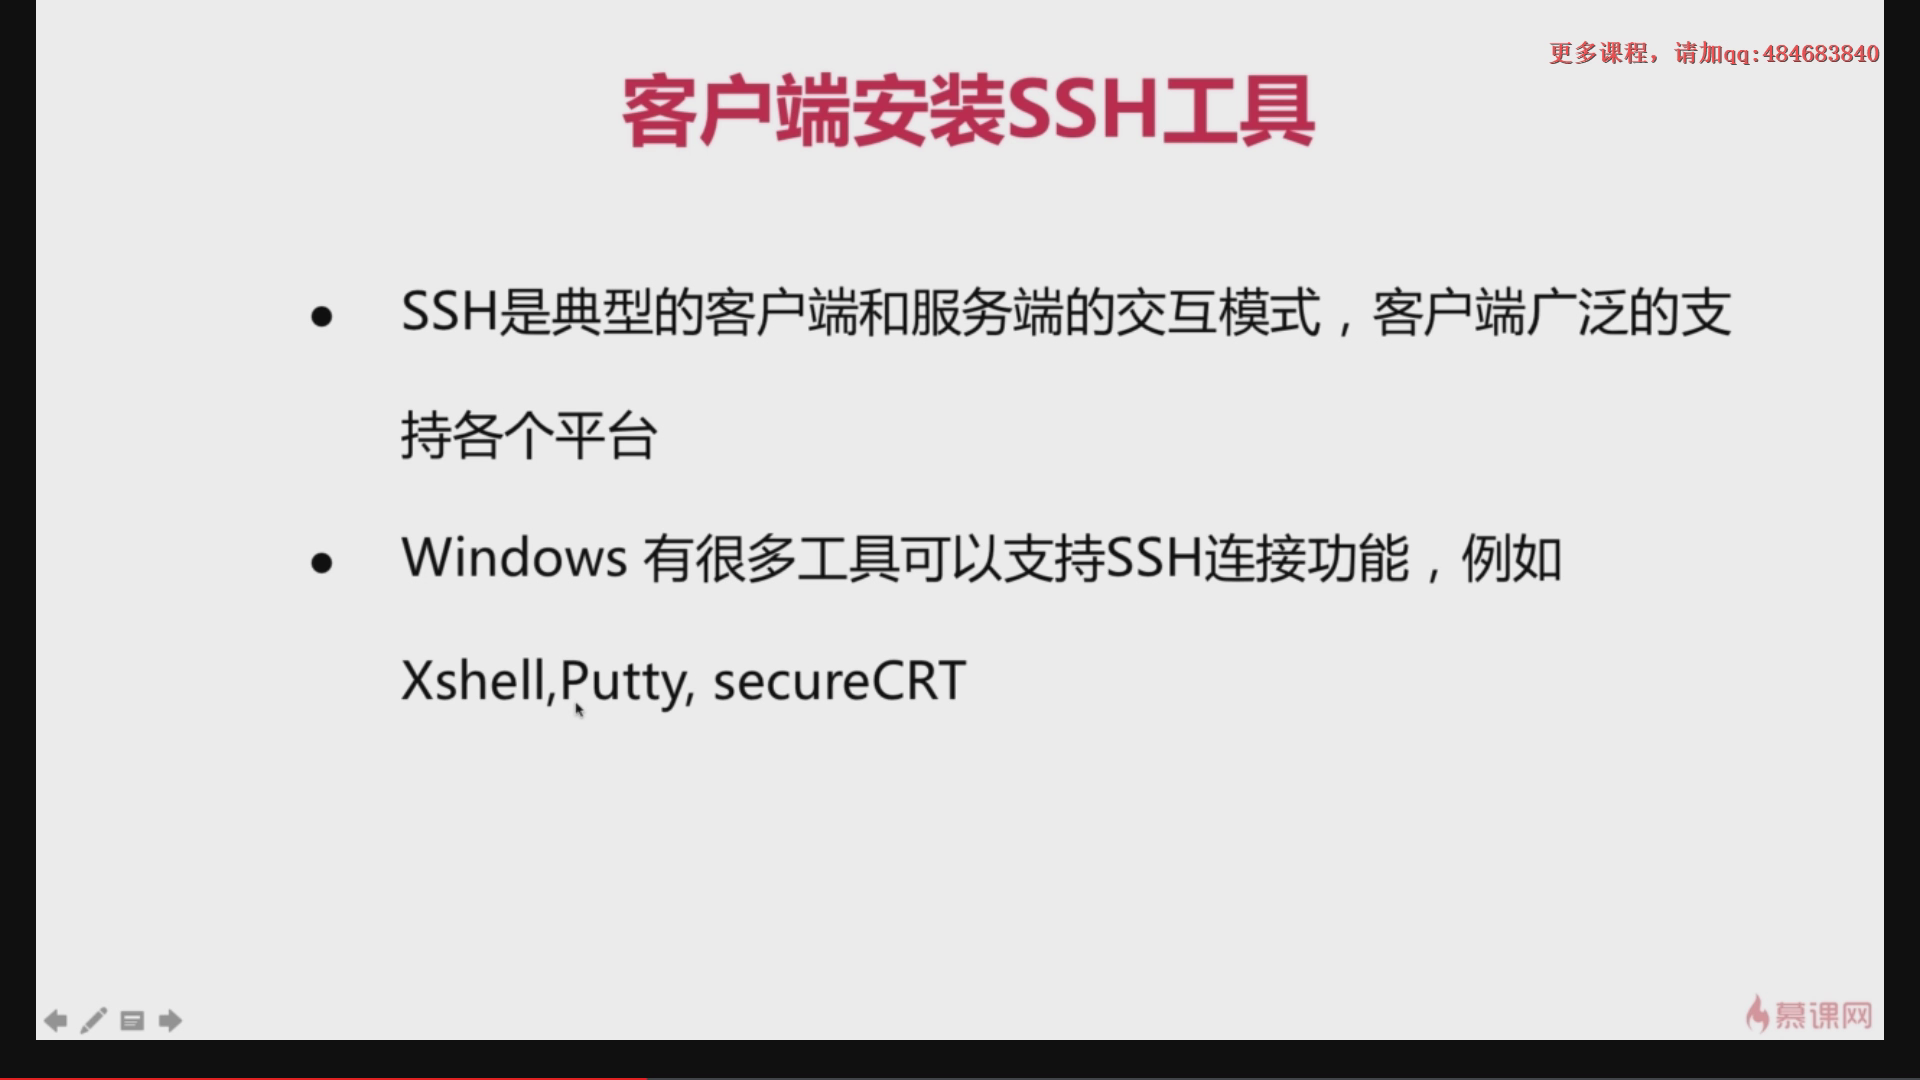 更多课程，请加qq:484683840
客户端安装SSH工具
● SSH是典型的客户端和服务端的交互模式，客户端广泛的支
持各个平台
● Windows 有很多工具可以支持SSH连接功能，例如
Xshell,Putty, secureCRT
慕课网